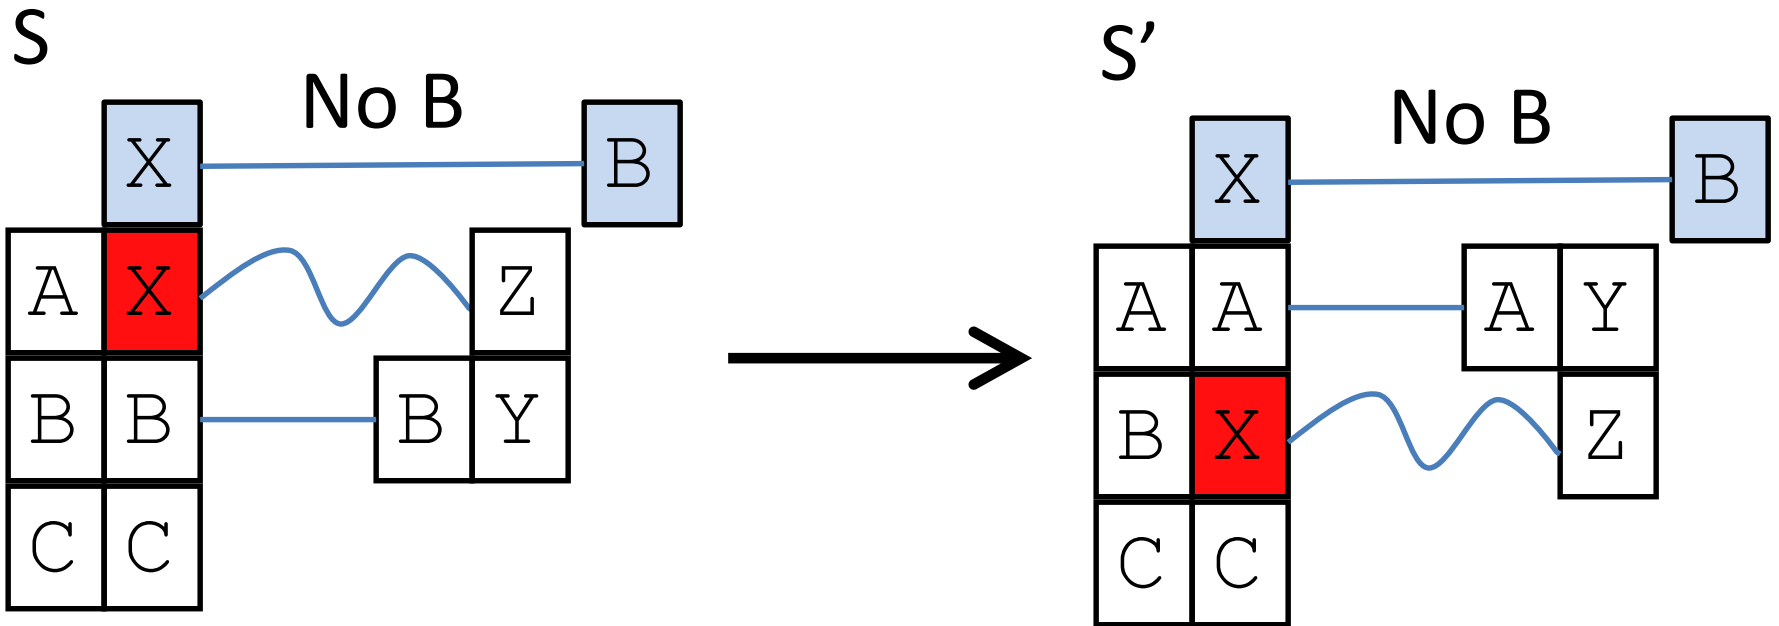 S
No B
X B
A X Z
B B B Y
C C
S'
No B
X B
A A A Y
B X Z
C C